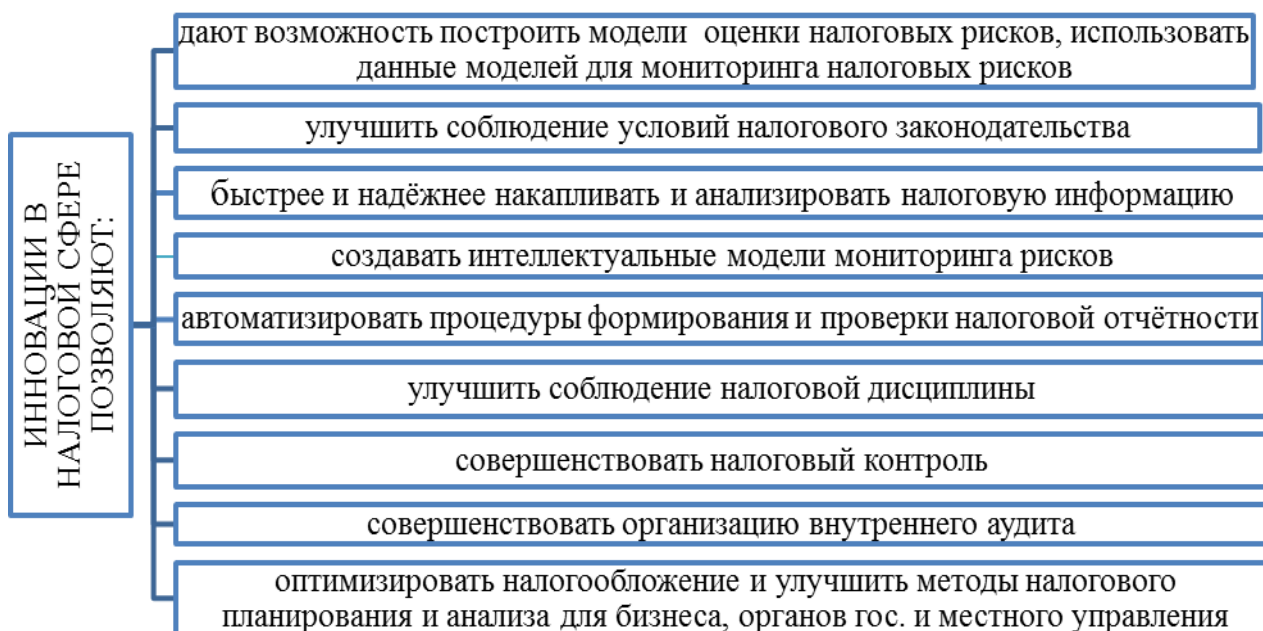 ИННОВАЦИИ В
НАЛОГОВОЙ СФЕРЕ
ПОЗВОЛЯЮТ:
дают возможность построить модели оценки налоговых рисков, использовать
данные моделей для мониторинга налоговых рисков
улучшить соблюдение условий налогового законодательства
быстрее и надёжнее накапливать и анализировать налоговую информацию
создавать интеллектуальные модели мониторинга рисков
автоматизировать процедуры формирования и проверки налоговой отчётности
улучшить соблюдение налоговой дисциплины
совершенствовать налоговый контроль
совершенствовать организацию внутреннего аудита
оптимизировать налогообложение и улучшить методы налогового
планирования и анализа для бизнеса, органов гос. и местного управления